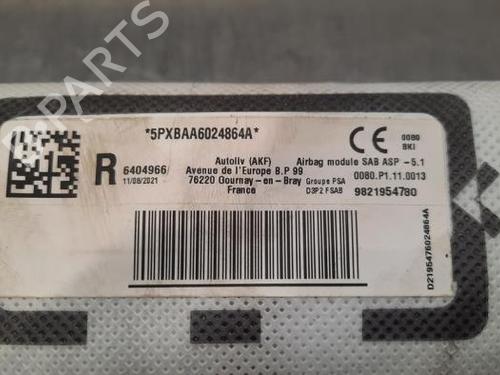 *5PXBAA6024864A*
R
6404966
11/08/2021
Autoliv (AKF)
Avenue de l'Europe B.P 99
76220 Gournay-en-Bray
France
Groupe PSA
D3P2 FSAB
CE 0080
BKI
Airbag module SAB ASP -5.1
0080.P1.11.0013
9821954780
D2195476024864A
PARTS